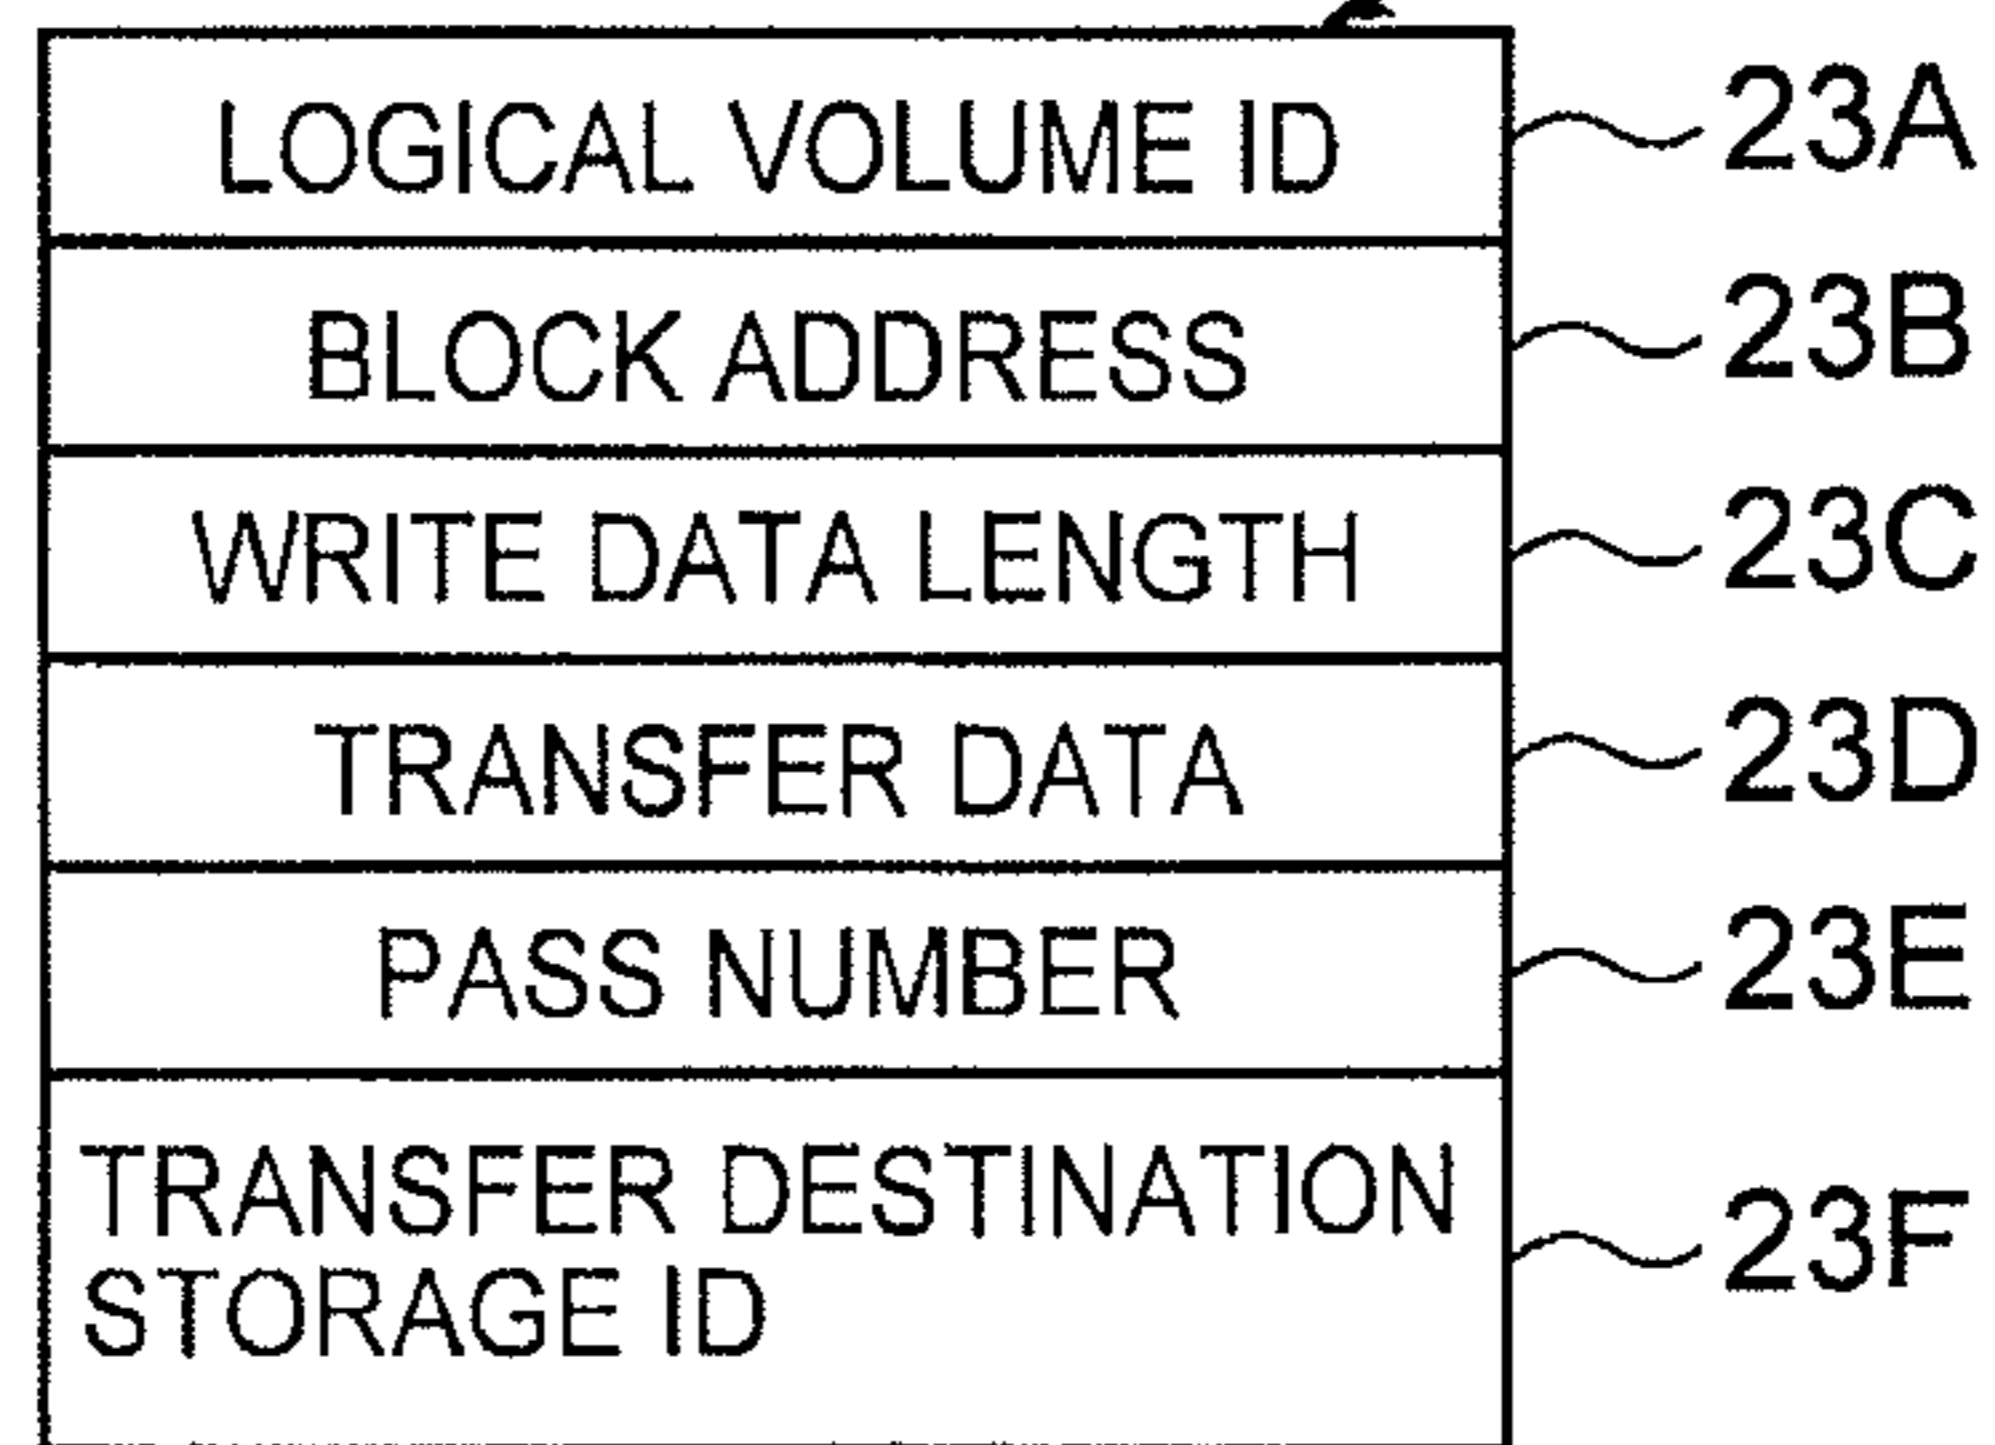 LOGICAL VOLUME ID 23A
BLOCK ADDRESS 23B
WRITE DATA LENGTH 23C
TRANSFER DATA 23D
PASS NUMBER 23E
TRANSFER DESTINATION
STORAGE ID 23F